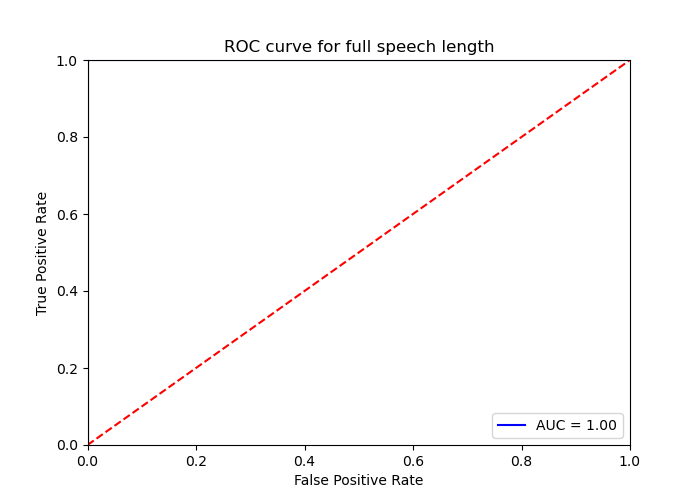 ROC curve for full speech length
1.0
0.8
0.6
0.4
0.2
0.0
True Positive Rate
AUC = 1.00
0.0 0.2 0.4 0.6 0.8 1.0
False Positive Rate